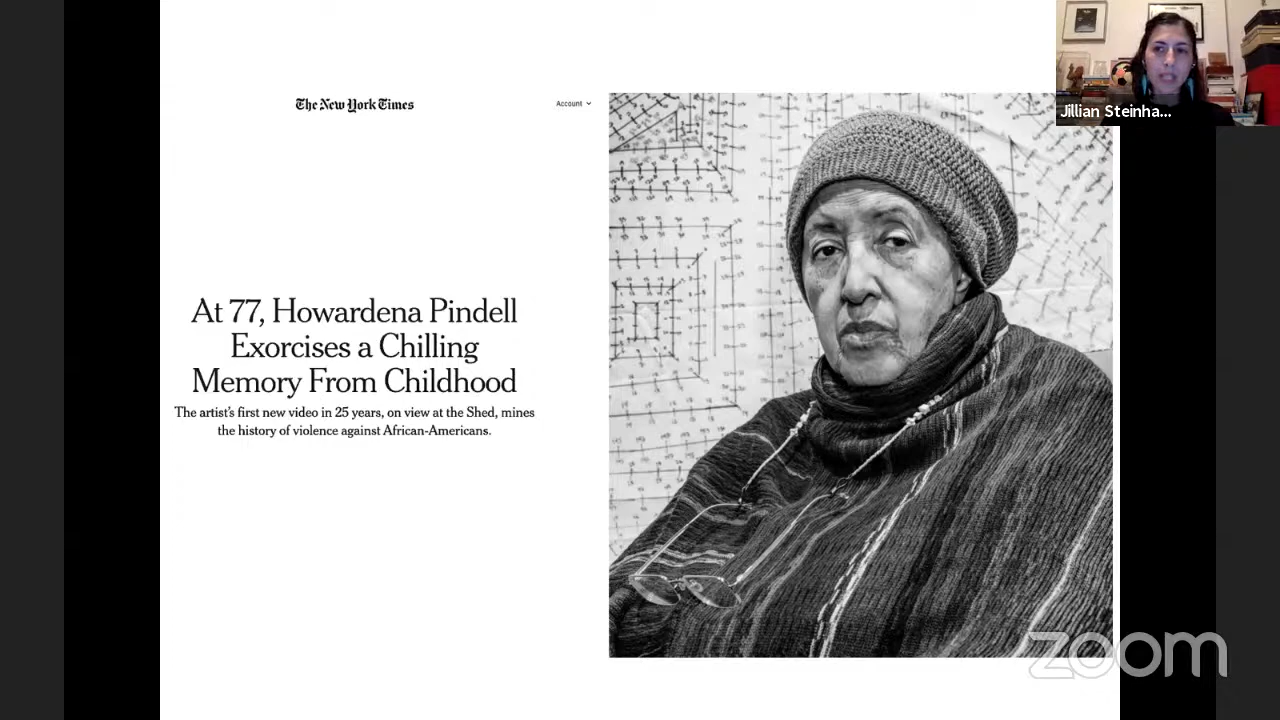 The New York Times
Account
At 77, Howardena Pindell
Exorcises a Chilling
Memory From Childhood
The artist's first new video in 25 years, on view at the Shed, mines
the history of violence against African-Americans.
Jillian Steinha...
zoom